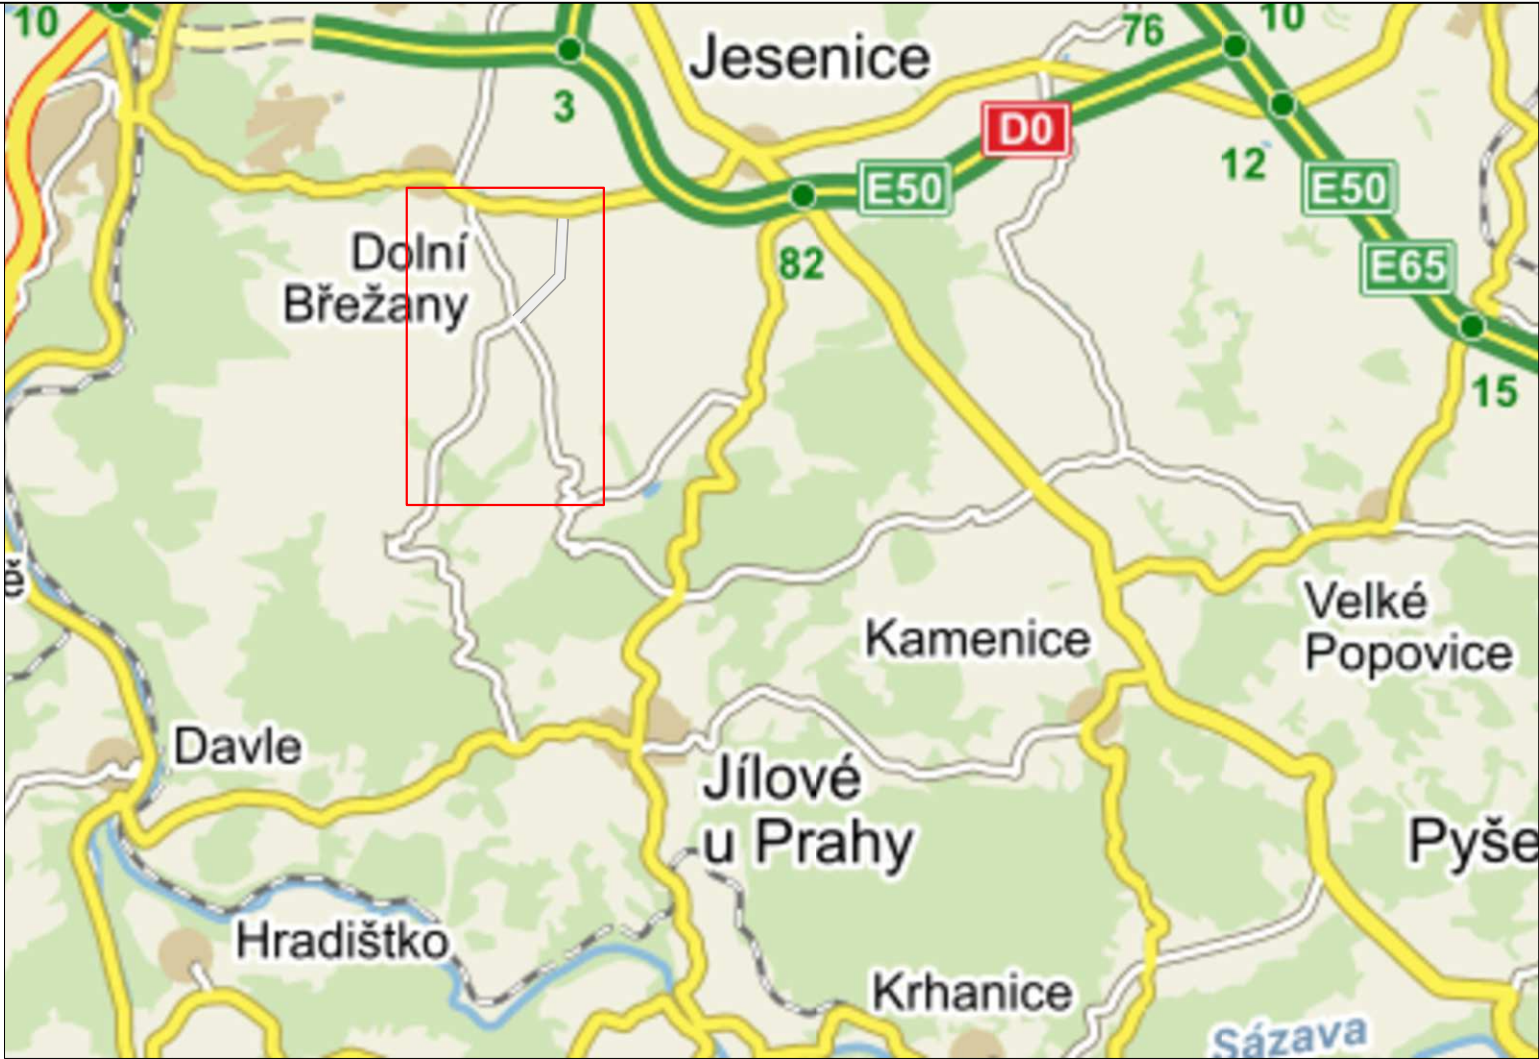 10
10
76
Jesenice
3
D0
12
E50
E50
Dolní
Břežany
82
E65
15
ě
Velké
Popovice
Kamenice
Davle
Jílové
u Prahy
Pyše
Hradištko
Krhanice
Sázava